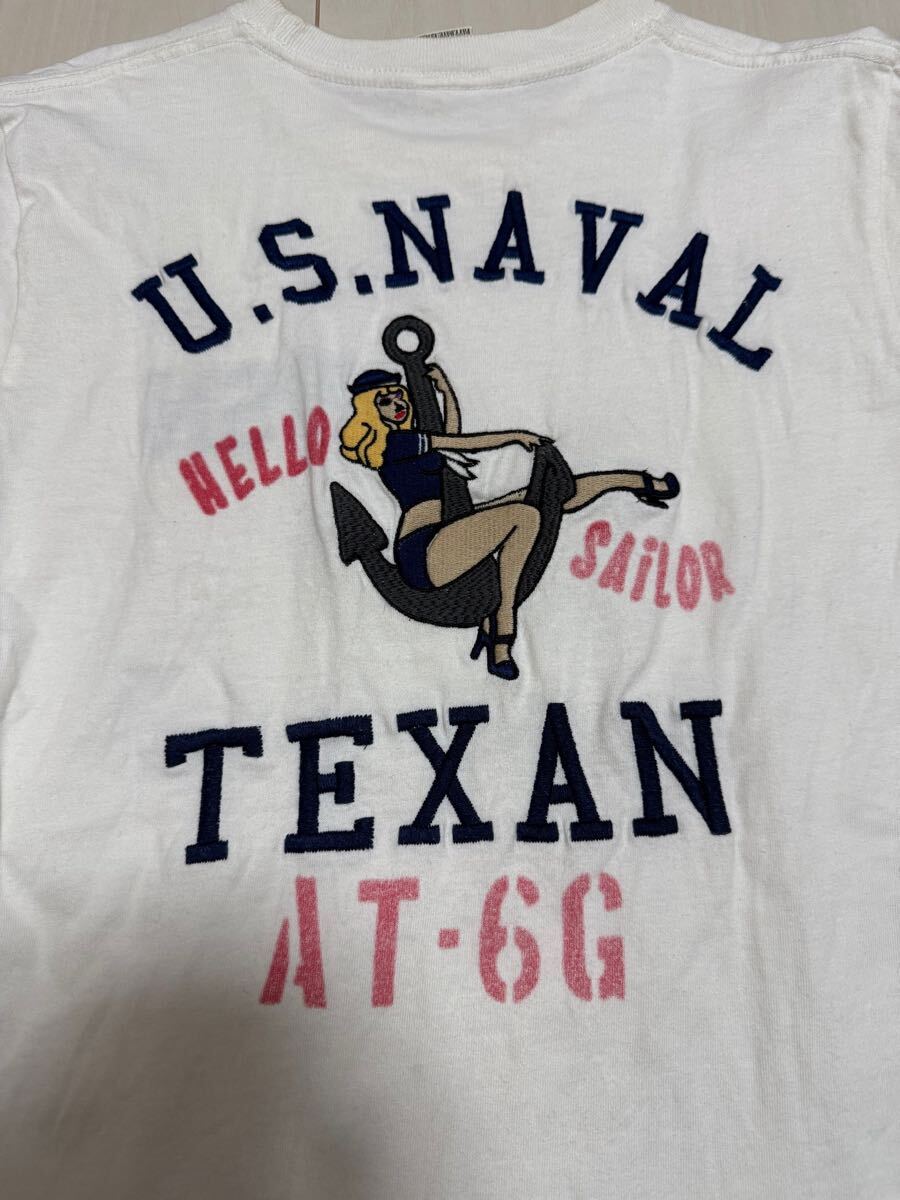 U.S.NAVAL
HELLO
SAiLOR
TEXAN
AT-6G